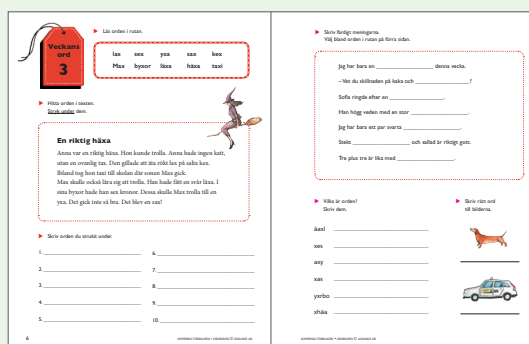 Veckans
ord
3
Läs orden i rutan.
lax sex yxa sax kex
Max byxor läxa häxa taxi
Hitta orden i texten.
Stryk under dem.
En riktig häxa
Anna var en riktig häxa. Hon kunde trolla. Anna hade ingen katt,
utan en ovanlig tax. Den gillade att äta rökt lax på salta kex.
Ibland tog hon taxi till skolan där sonen Max gick.
Max skulle också lära sig att trolla. Han hade fått en svår läxa. I
sina byxor hade han sex kronor. Dessa skulle Max trolla till en
yxa. Det gick inte så bra. Det blev en sax!
Skriv orden du strukit under.
1.
2.
3.
4.
5.
6.
7.
8.
9.
10.
6
Skriv färdigt meningarna.
Välj bland orden i rutan på förra sidan.
Jag har bara en denna vecka.
–Vet du skillnaden på kaka och ?
Sofia ringde efter en .
Han högg veden med en stor .
Jag har bara ett par svarta .
Stekt och sallad är riktigt gott.
Tre plus tre är lika med .
Vilka är orden?
Skriv dem.
äaxl
xes
axy
xas
yxrbo
xhäa
Skriv rätt ord
till bilderna.